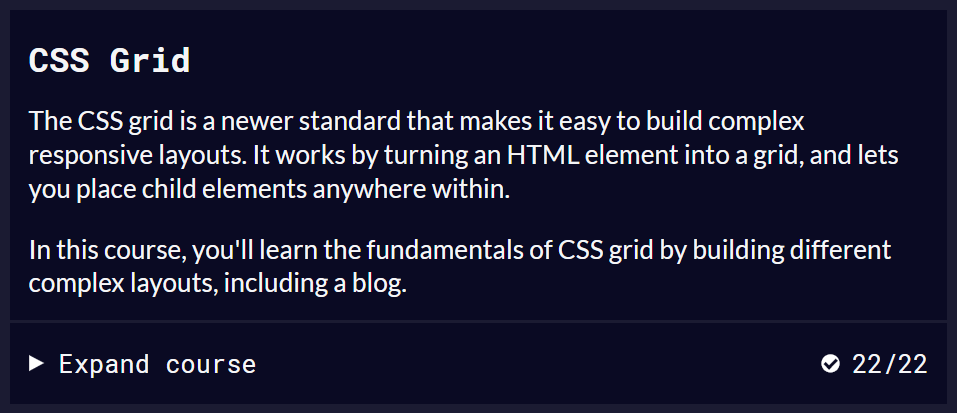 CSS Grid
The CSS grid is a newer standard that makes it easy to build complex
responsive layouts. It works by turning an HTML element into a grid, and lets
you place child elements anywhere within.
In this course, you'll learn the fundamentals of CSS grid by building different
complex layouts, including a blog.
Expand course 22/22